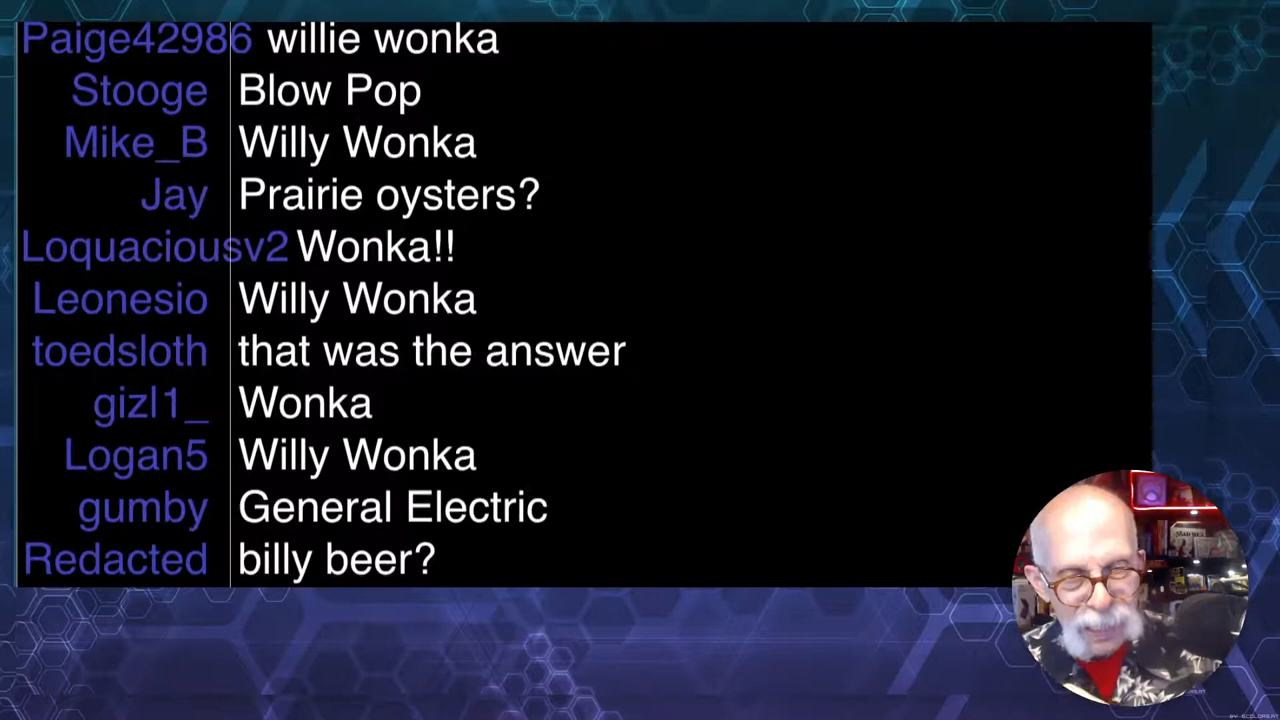 Paige42986 willie wonka
Stooge Blow Pop
Mike_B Willy Wonka
Jay Prairie oysters?
Loquaciousv2 Wonka!!
Leonesio Willy Wonka
toedsloth that was the answer
gizl1_ Wonka
Logan5 Willy Wonka
gumby General Electric
Redacted billy beer?